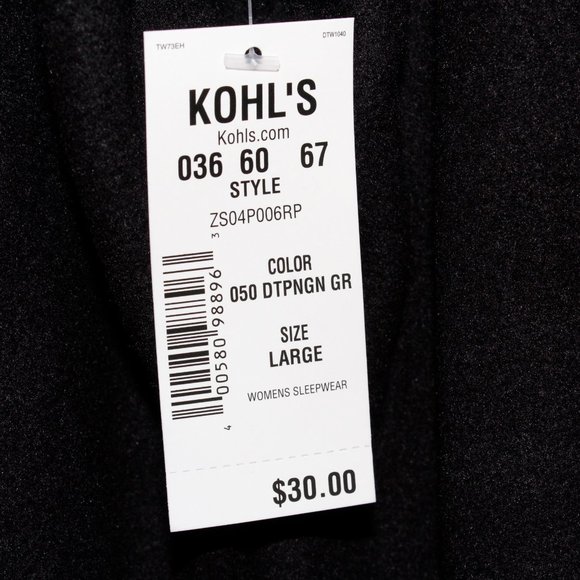 TW73EH
DTW1040
KOHL'S
Kohls.com
036 60 67
STYLE
ZS04P006RP
COLOR
050 DTPNGN GR
SIZE
LARGE
WOMENS SLEEPWEAR
4 00580 98896 3
$30.00